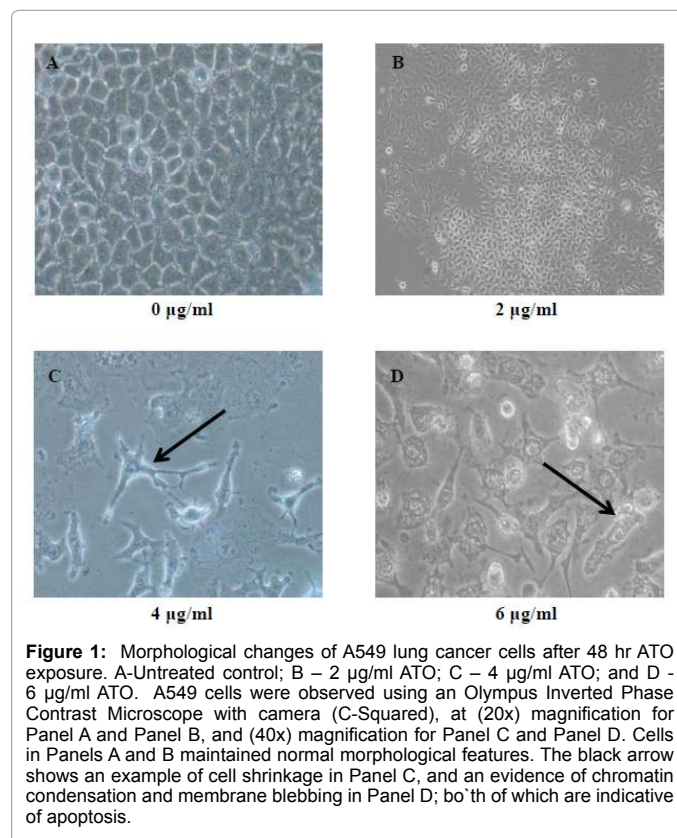 A
B
0 µg/ml
2 µg/ml
C
D
4 µg/ml
6 µg/ml
Figure 1: Morphological changes of A549 lung cancer cells after 48 hr ATO
exposure. A-Untreated control; B – 2 µg/ml ATO; C – 4 µg/ml ATO; and D -
6 µg/ml ATO. A549 cells were observed using an Olympus Inverted Phase
Contrast Microscope with camera (C-Squared), at (20x) magnification for
Panel A and Panel B, and (40x) magnification for Panel C and Panel D. Cells
in Panels A and B maintained normal morphological features. The black arrow
shows an example of cell shrinkage in Panel C, and an evidence of chromatin
condensation and membrane blebbing in Panel D; bo`th of which are indicative
of apoptosis.